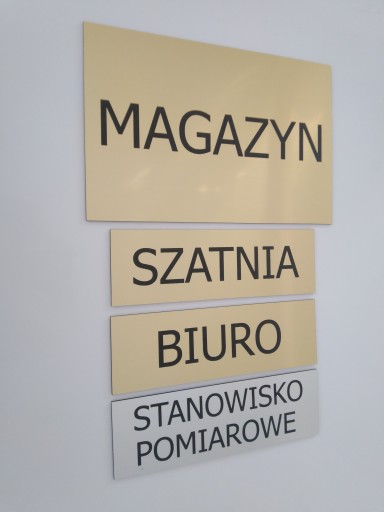 MAGAZYN
SZATNIA
BIURO
STANOWISKO
POMIAROWE